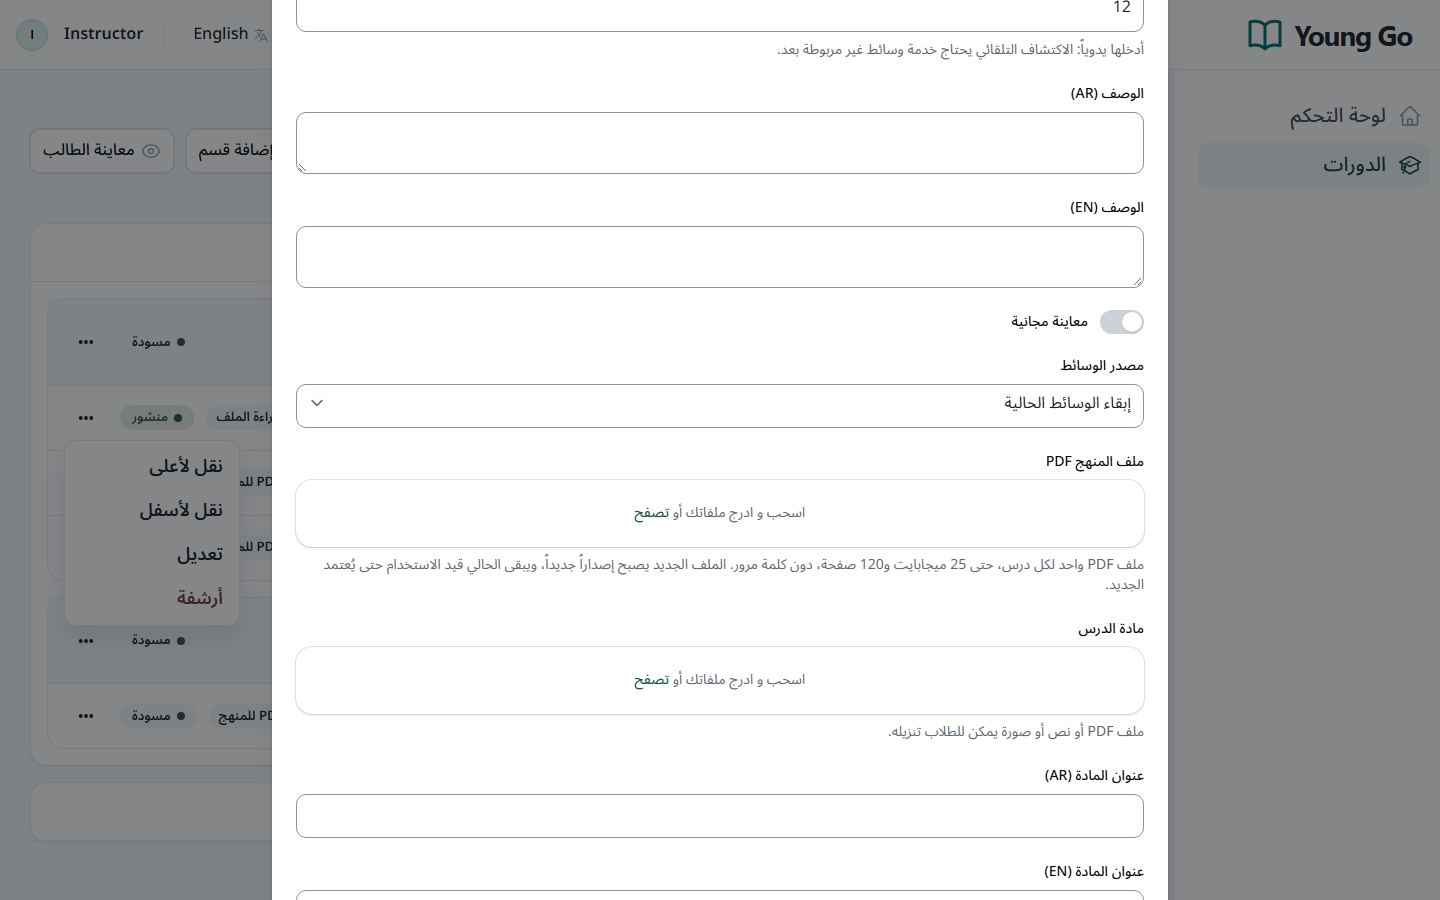 Young Go
English
Instructor
I
لوحة التحكم
الدورات
إضافة قسم
معاينة الطالب
مسودة
منشور
نقل لأعلى
نقل لأسفل
تعديل
أرشفة
مسودة
مسودة
12
أدخلها يدوياً: الاكتشاف التلقائي يحتاج خدمة وسائط غير مربوطة بعد.
الوصف (AR)
الوصف (EN)
معاينة مجانية
مصدر الوسائط
إبقاء الوسائط الحالية
ملف المنهج PDF
اسحب و ادرج ملفاتك أو تصفح
ملف PDF واحد لكل درس، حتى 25 ميجابايت و120 صفحة، دون كلمة مرور. الملف الجديد يصبح إصداراً جديداً، ويبقى الحالي قيد الاستخدام حتى يُعتمد
الجديد.
مادة الدرس
اسحب و ادرج ملفاتك أو تصفح
ملف PDF أو نص أو صورة يمكن للطلاب تنزيله.
عنوان المادة (AR)
عنوان المادة (EN)